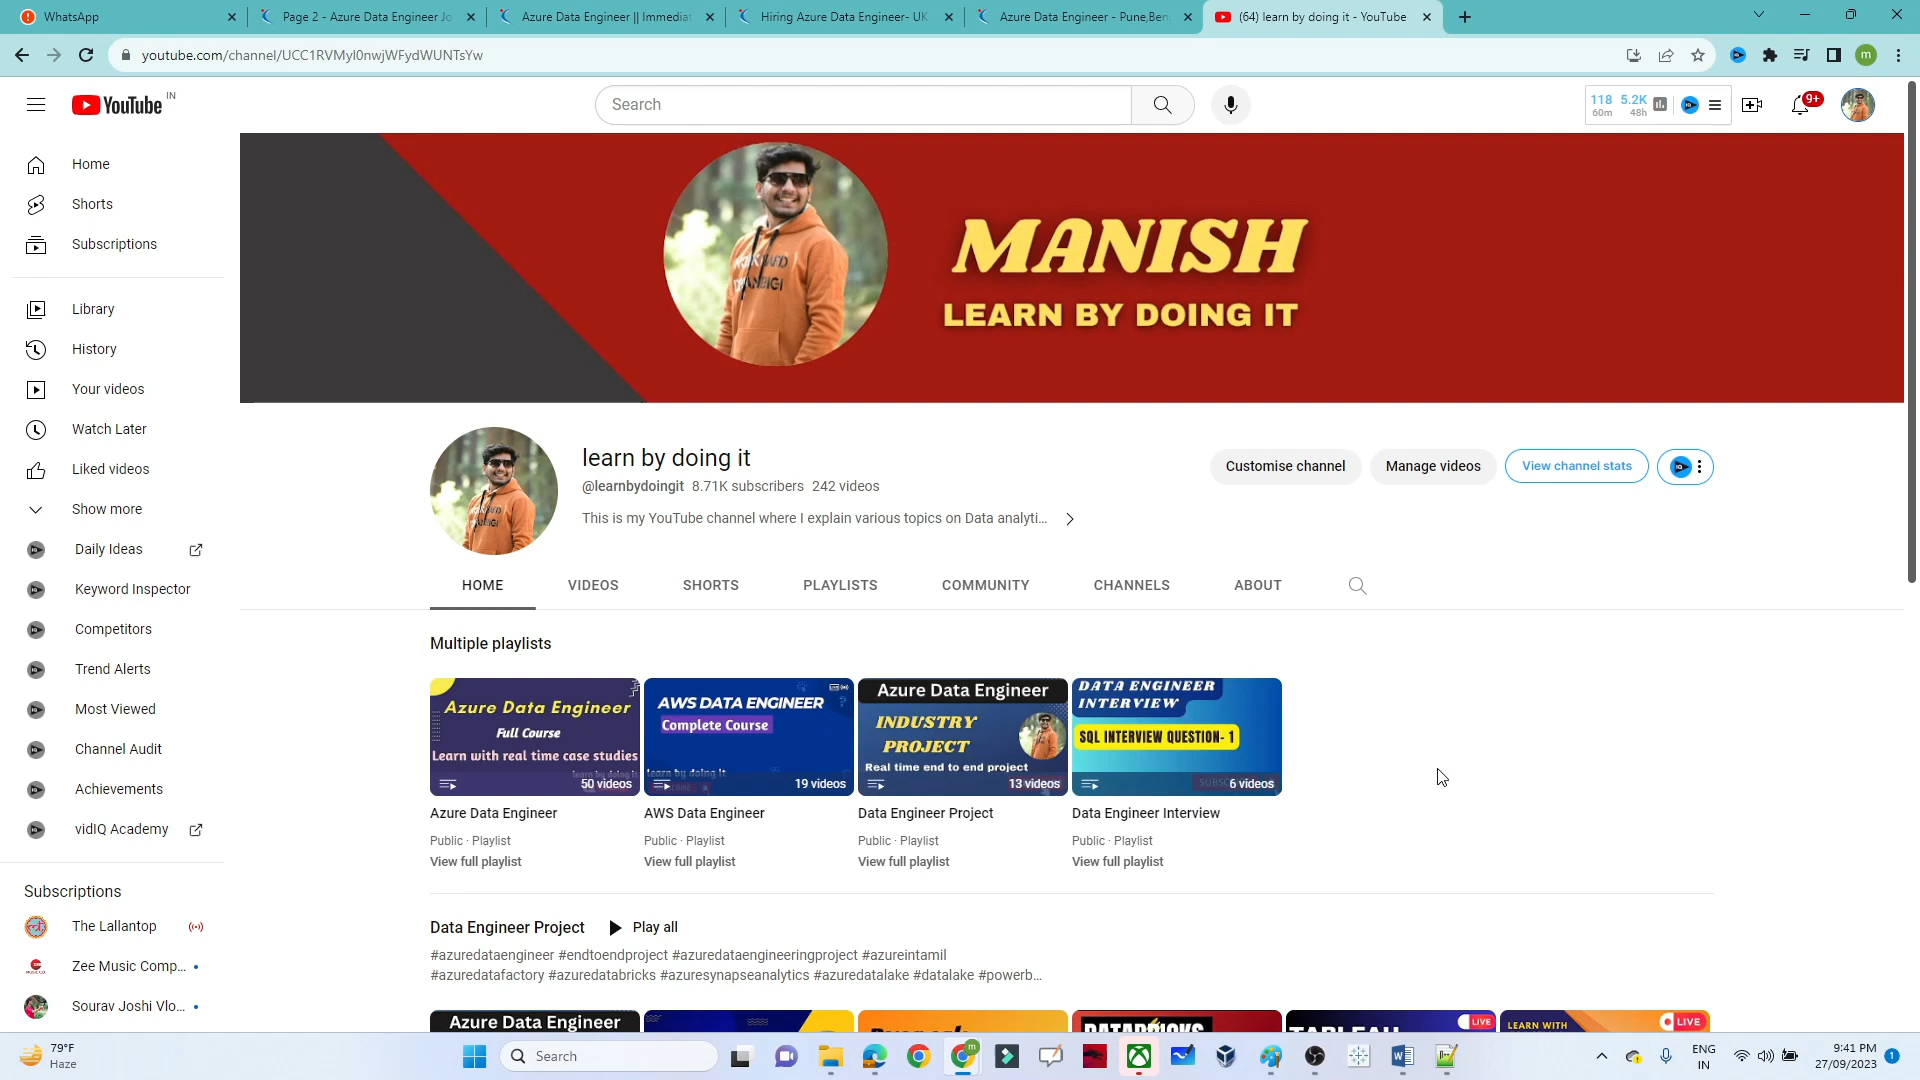 WhatsApp
Page 2 - Azure Data Engineer Jo
Azure Data Engineer || Immediat
Hiring Azure Data Engineer- UK
Azure Data Engineer - Pune,Ben
(64) learn by doing it - YouTube
youtube.com/channel/UCC1RVMyI0nwjWFydWUNTsYw
m
YouTube IN
Search
118 5.2K
60m 48h
9+
Home
Shorts
Subscriptions
Library
History
Your videos
Watch Later
Liked videos
Show more
Daily Ideas
Keyword Inspector
Competitors
Trend Alerts
Most Viewed
Channel Audit
Achievements
vidIQ Academy
Subscriptions
The Lallantop
Zee Music Comp...
Sourav Joshi Vlo...
MANISH
LEARN BY DOING IT
learn by doing it
@learnbydoingit 8.71K subscribers 242 videos
This is my YouTube channel where I explain various topics on Data analyti...
Customise channel
Manage videos
View channel stats
HOME VIDEOS SHORTS PLAYLISTS COMMUNITY CHANNELS ABOUT
Multiple playlists
Azure Data Engineer
Full Course
Learn with real time case studies
50 videos
Azure Data Engineer
Public · Playlist
View full playlist
AWS DATA ENGINEER
Complete Course
learn by doing it
19 videos
AWS Data Engineer
Public · Playlist
View full playlist
Azure Data Engineer
INDUSTRY
PROJECT
Real time end to end project
13 videos
Data Engineer Project
Public · Playlist
View full playlist
DATA ENGINEER
INTERVIEW
SQL INTERVIEW QUESTION- 1
6 videos
Data Engineer Interview
Public · Playlist
View full playlist
Data Engineer Project
Play all
#azuredataengineer #endtoendproject #azuredataengineeringproject #azureintamil
#azuredatafactory #azuredatabricks #azuresynapseanalytics #azuredatalake #datalake #powerb...
Azure Data Engineer
DATABRICKS
TABLEAU
LIVE
LEARN WITH
LIVE
79°F
Haze
Search
m
ENG
IN
9:41 PM
27/09/2023
1